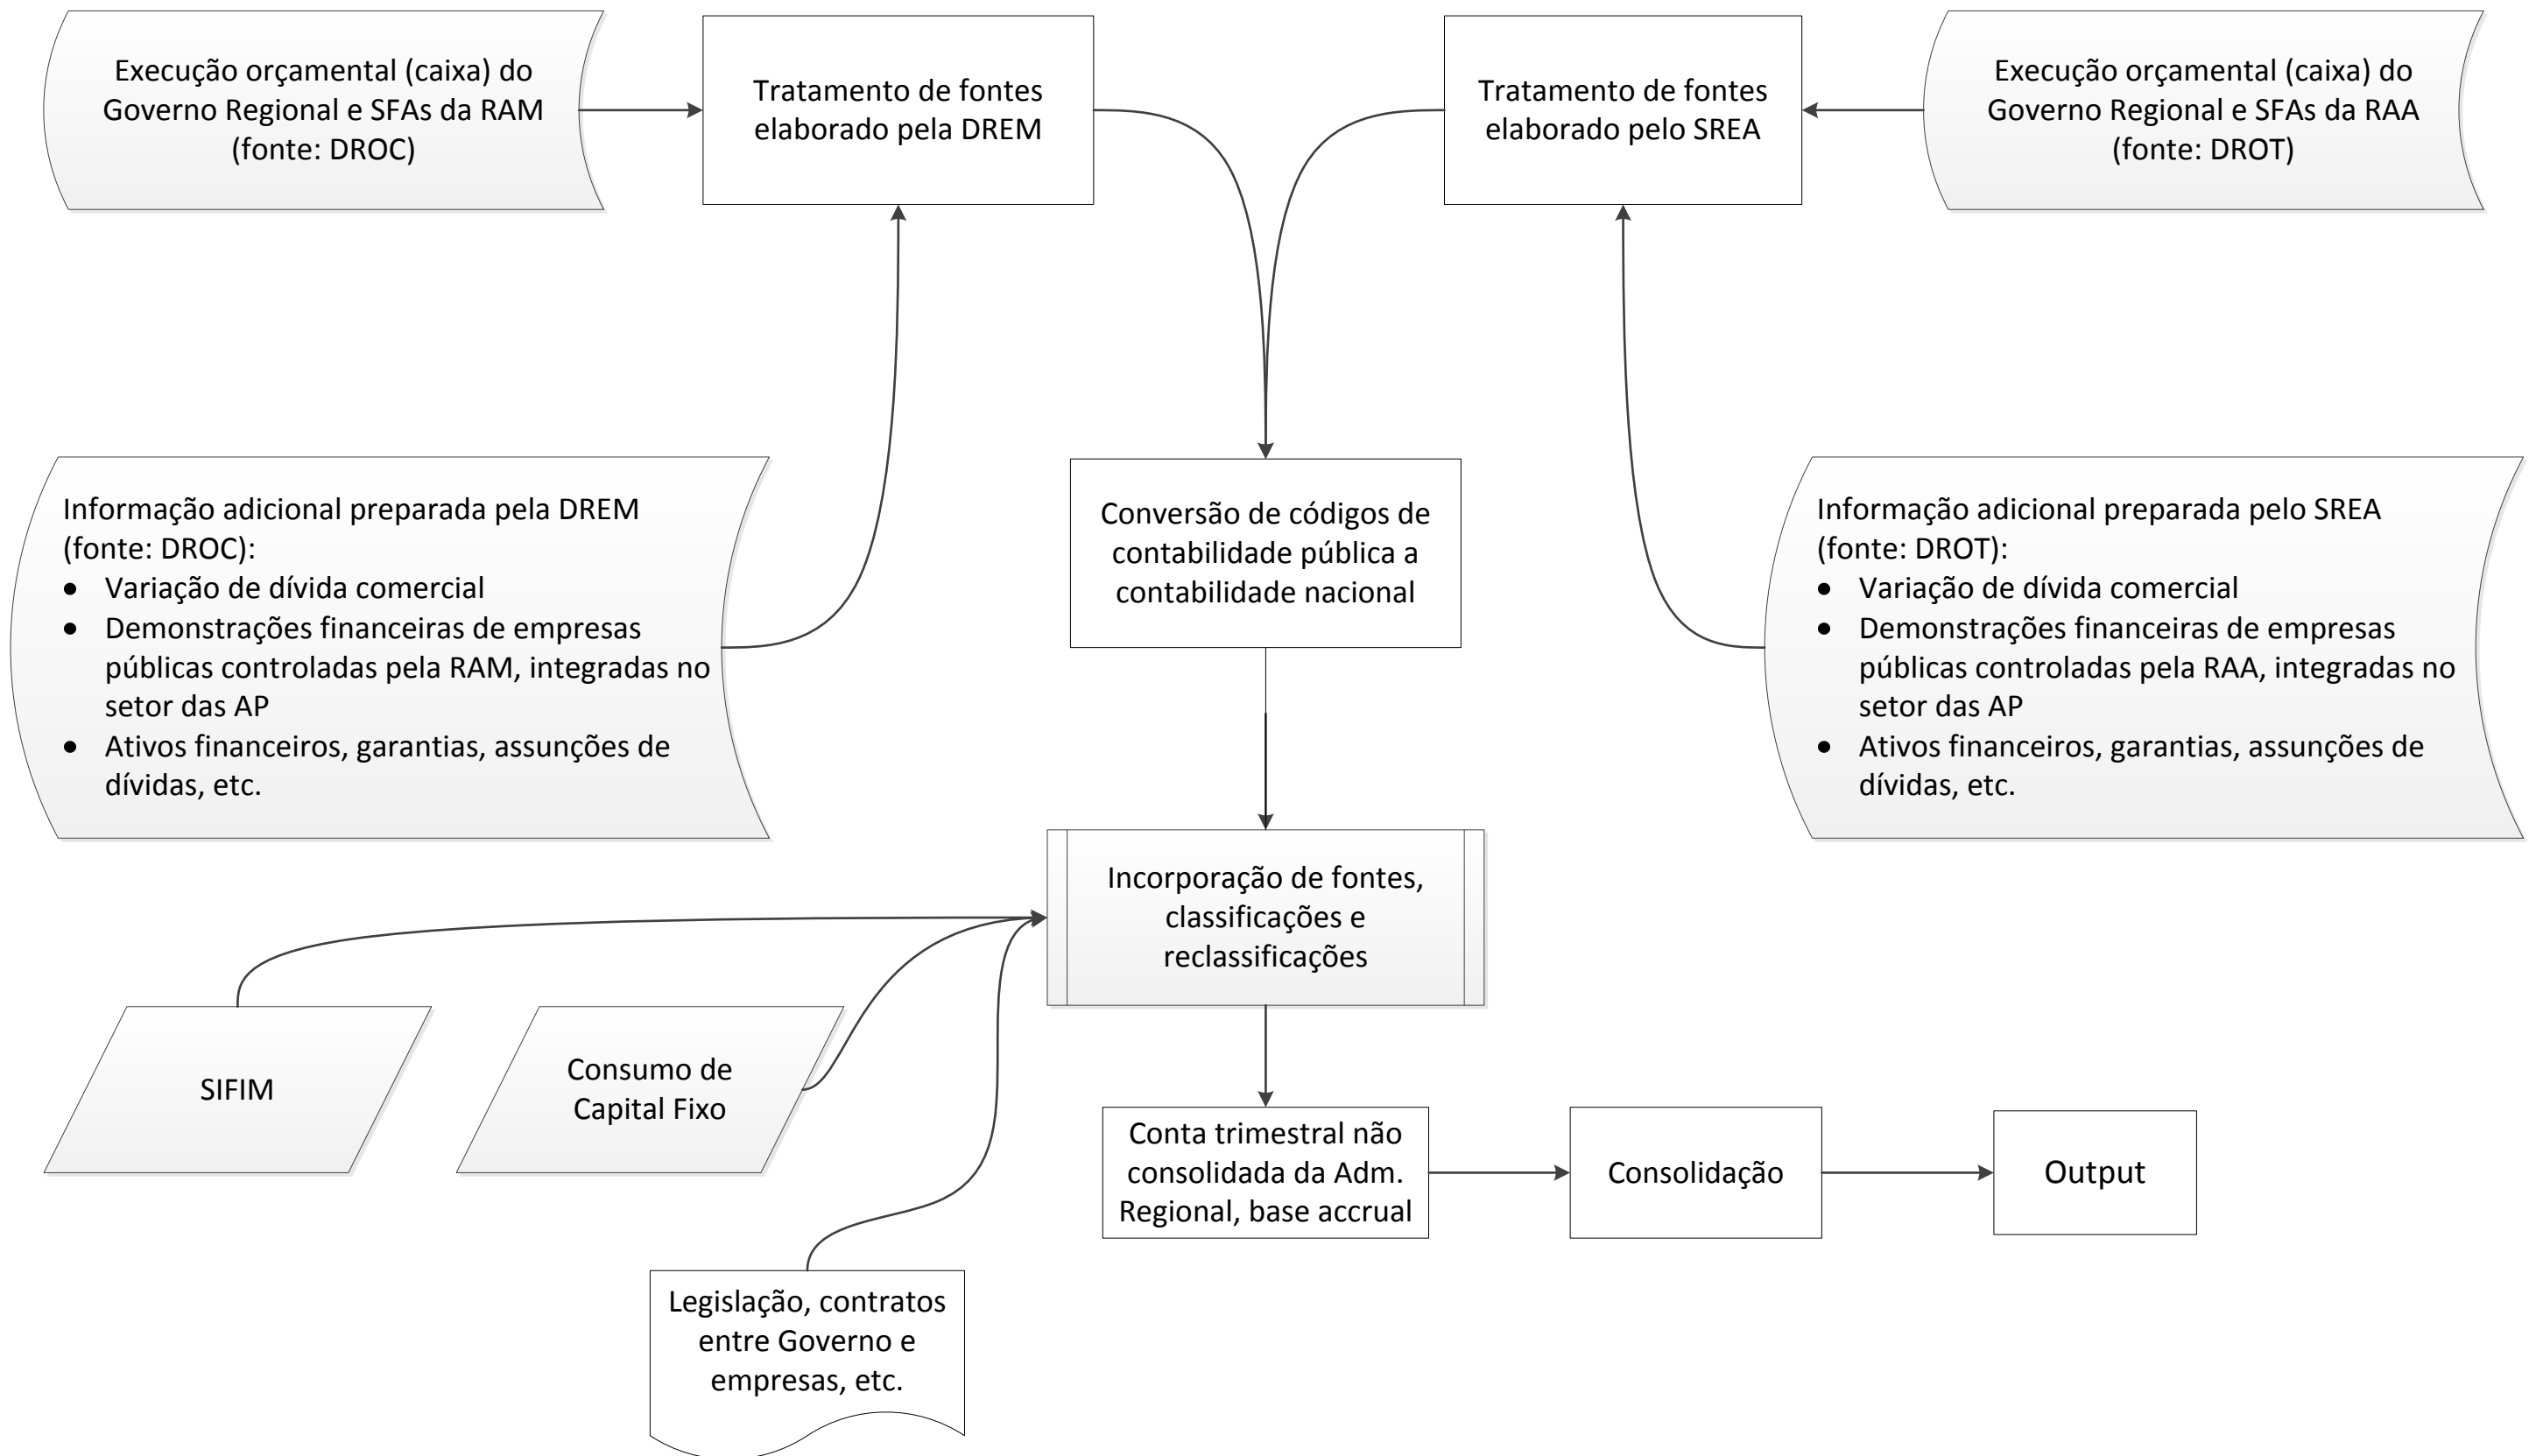 Execução orçamental (caixa) do
Governo Regional e SFAs da RAM
(fonte: DROC)
Tratamento de fontes
elaborado pela DREM
Tratamento de fontes
elaborado pelo SREA
Execução orçamental (caixa) do
Governo Regional e SFAs da RAA
(fonte: DROT)
Informação adicional preparada pela DREM
(fonte: DROC):
• Variação de dívida comercial
• Demonstrações financeiras de empresas
públicas controladas pela RAM, integradas no
setor das AP
• Ativos financeiros, garantias, assunções de
dívidas, etc.
Conversão de códigos de
contabilidade pública a
contabilidade nacional
Informação adicional preparada pelo SREA
(fonte: DROT):
• Variação de dívida comercial
• Demonstrações financeiras de empresas
públicas controladas pela RAA, integradas no
setor das AP
• Ativos financeiros, garantias, assunções de
dívidas, etc.
Incorporação de fontes,
classificações e
reclassificações
SIFIM
Consumo de
Capital Fixo
Conta trimestral não
consolidada da Adm.
Regional, base accrual
Consolidação
Output
Legislação, contratos
entre Governo e
empresas, etc.